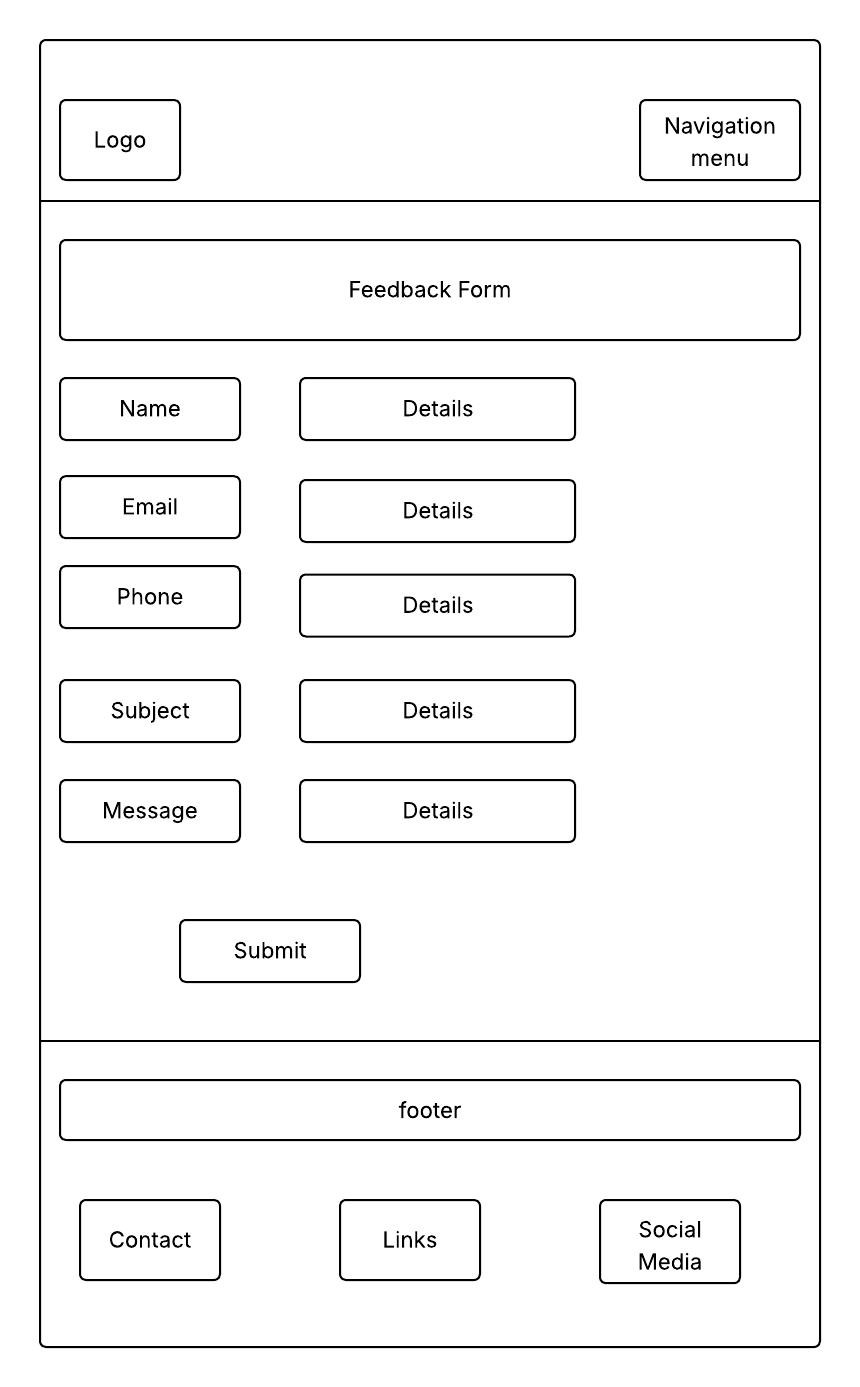 Logo
Navigation
menu
Feedback Form
Name
Details
Email
Details
Phone
Details
Subject
Details
Message
Details
Submit
footer
Contact
Links
Social
Media